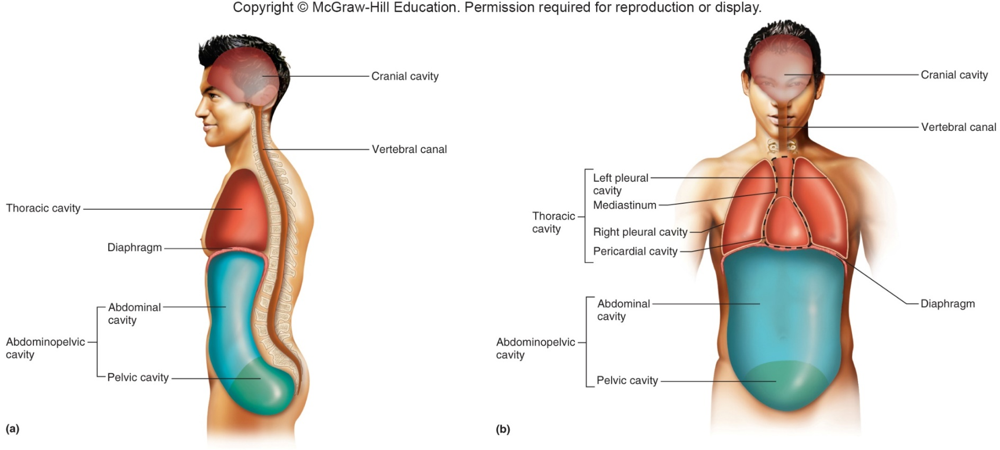 Copyright © McGraw-Hill Education. Permission required for reproduction or display.
Cranial cavity
Vertebral canal
Thoracic cavity
Diaphragm
Abdominal
cavity
Abdominopelvic
cavity
Pelvic cavity
(a)
Cranial cavity
Vertebral canal
Left pleural
cavity
Mediastinum
Thoracic
cavity
Right pleural cavity
Pericardial cavity
Abdominal
cavity
Diaphragm
Abdominopelvic
cavity
Pelvic cavity
(b)